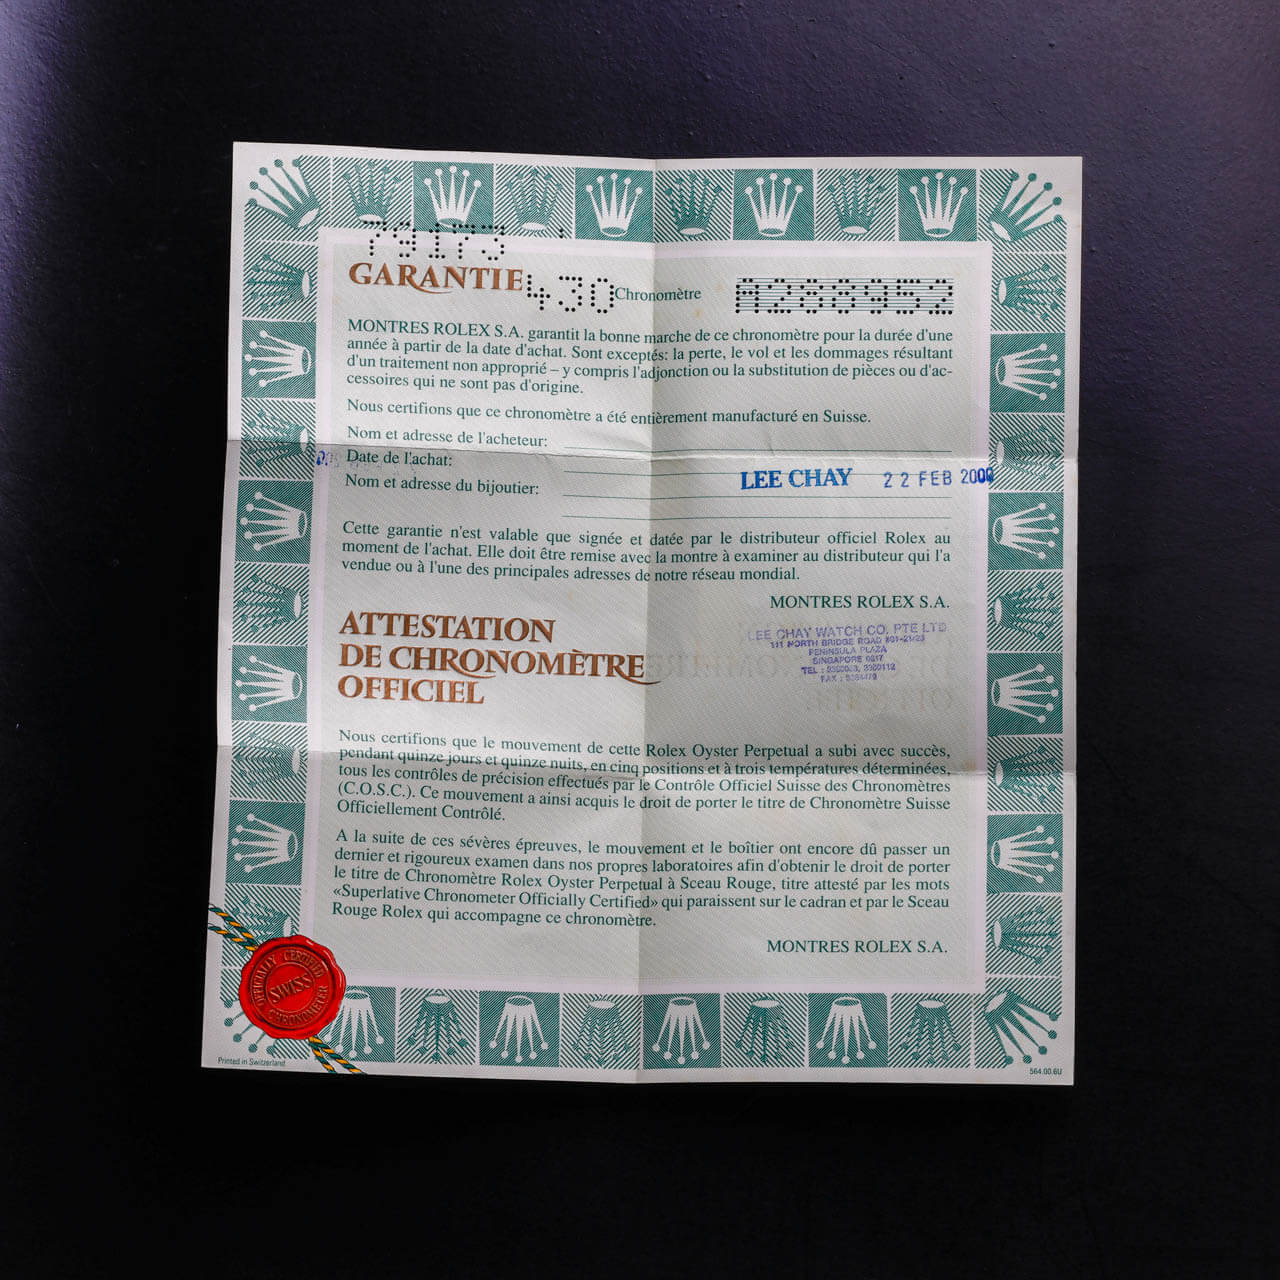 79173
GARANTIE 430 Chronomètre A268952
MONTRES ROLEX S.A. garantit la bonne marche de ce chronomètre pour la durée d'une
année à partir de la date d'achat. Sont exceptés: la perte, le vol et les dommages résultant
d'un traitement non approprié – y compris l'adjonction ou la substitution de pièces ou d'ac-
cessoires qui ne sont pas d'origine.
Nous certifions que ce chronomètre a été entièrement manufacturé en Suisse.
Nom et adresse de l'acheteur:
Date de l'achat:
LEE CHAY 22 FEB 2000
Nom et adresse du bijoutier:
Cette garantie n'est valable que signée et datée par le distributeur officiel Rolex au
moment de l'achat. Elle doit être remise avec la montre à examiner au distributeur qui l'a
vendue ou à l'une des principales adresses de notre réseau mondial.
MONTRES ROLEX S.A.
LEE CHAY WATCH CO. PTE LTD
111 NORTH BRIDGE ROAD
PENINSULA PLAZA
SINGAPORE 0617
TEL :
FAX :
ATTESTATION
DE CHRONOMÈTRE
OFFICIEL
Nous certifions que le mouvement de cette Rolex Oyster Perpetual a subi avec succès,
pendant quinze jours et quinze nuits, en cinq positions et à trois températures déterminées,
tous les contrôles de précision effectués par le Contrôle Officiel Suisse des Chronomètres
(C.O.S.C.). Ce mouvement a ainsi acquis le droit de porter le titre de Chronomètre Suisse
Officiellement Contrôlé.
A la suite de ces sévères épreuves, le mouvement et le boîtier ont encore dû passer un
dernier et rigoureux examen dans nos propres laboratoires afin d'obtenir le droit de porter
le titre de Chronomètre Rolex Oyster Perpetual à Sceau Rouge, titre attesté par les mots
«Superlative Chronometer Officially Certified» qui paraissent sur le cadran et par le Sceau
Rouge Rolex qui accompagne ce chronomètre.
MONTRES ROLEX S.A.
OFFICIALLY CERTIFIED
SWISS
CHRONOMETER
Printed in Switzerland
564.00.6U